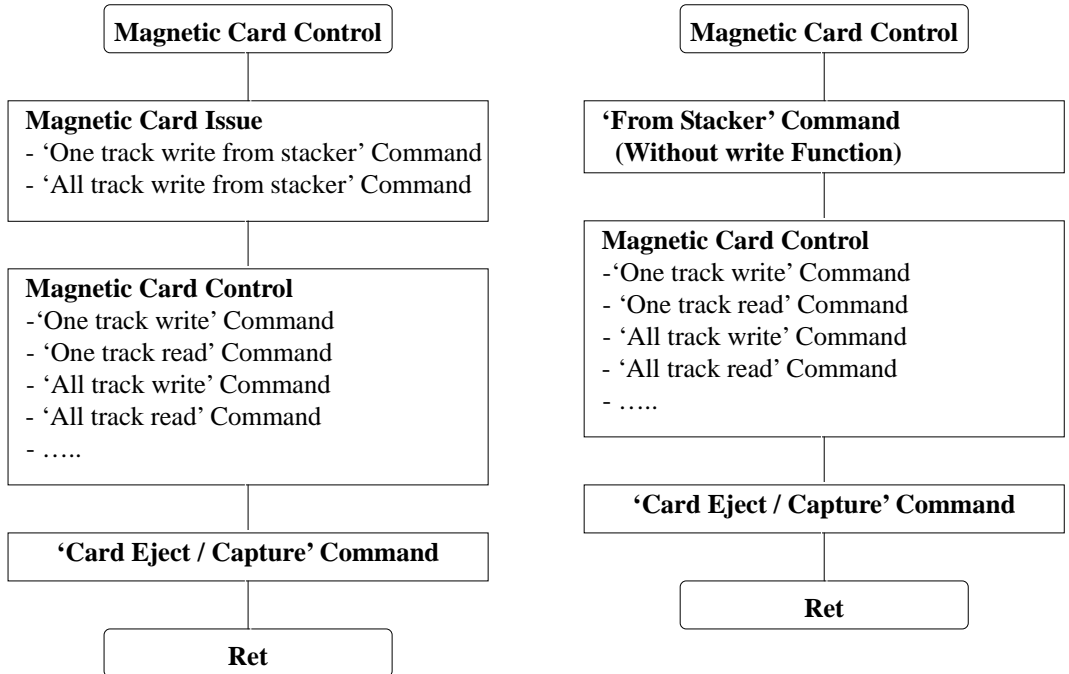 Magnetic Card Control
Magnetic Card Issue
- ‘One track write from stacker’ Command
- ‘All track write from stacker’ Command
Magnetic Card Control
-‘One track write’ Command
- ‘One track read’ Command
- ‘All track write’ Command
- ‘All track read’ Command
- …..
‘Card Eject / Capture’ Command
Ret
Magnetic Card Control
‘From Stacker’ Command
(Without write Function)
Magnetic Card Control
-‘One track write’ Command
- ‘One track read’ Command
- ‘All track write’ Command
- ‘All track read’ Command
- …..
‘Card Eject / Capture’ Command
Ret